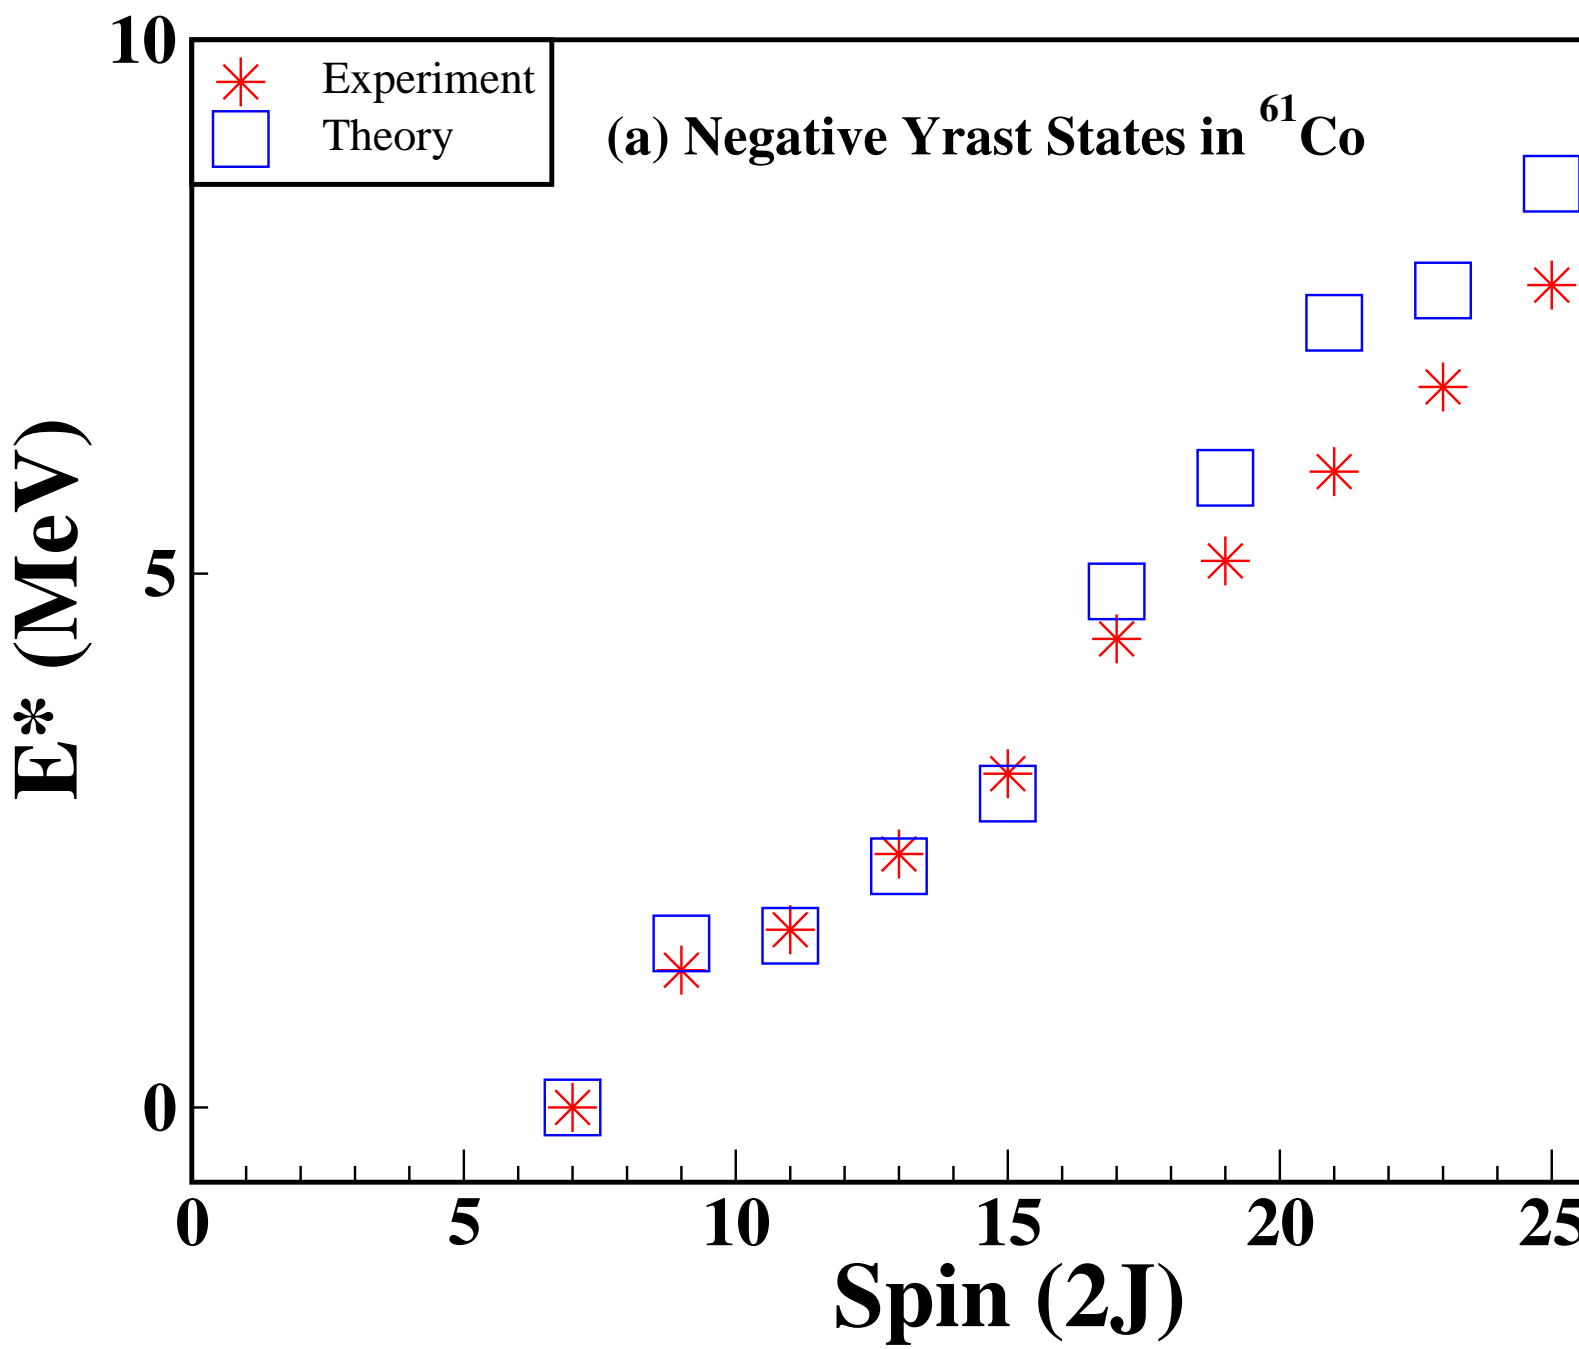 10
Experiment
Theory
(a) Negative Yrast States in ⁶¹Co
E* (MeV)
5
0
0 5 10 15 20 25
Spin (2J)